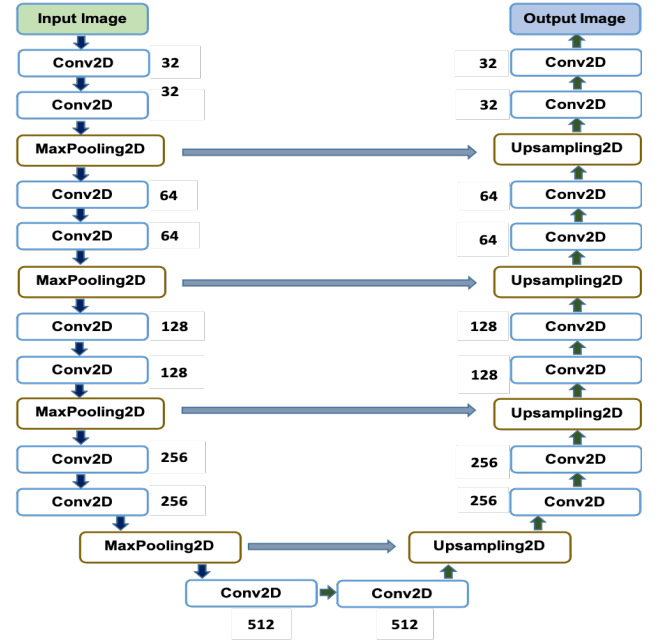 Input Image
Output Image
Conv2D 32
32 Conv2D
Conv2D 32
32 Conv2D
MaxPooling2D
Upsampling2D
Conv2D 64
64 Conv2D
Conv2D 64
64 Conv2D
MaxPooling2D
Upsampling2D
Conv2D 128
128 Conv2D
Conv2D 128
128 Conv2D
MaxPooling2D
Upsampling2D
Conv2D 256
256 Conv2D
Conv2D 256
256 Conv2D
MaxPooling2D
Upsampling2D
Conv2D
Conv2D
512
512